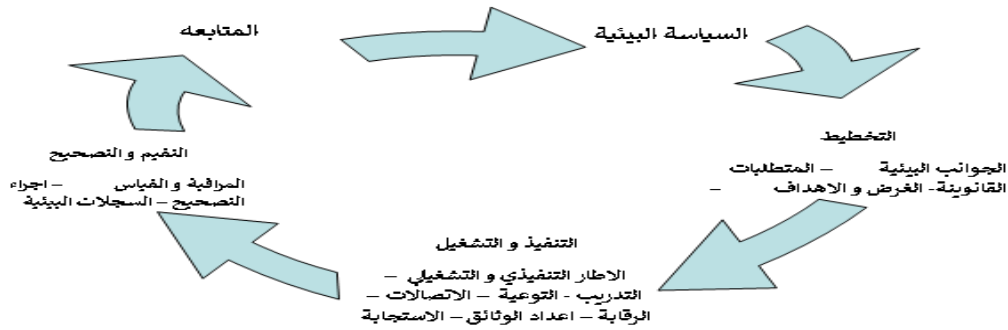 المتابعه
السياسة البيئية
التخطيط
الجوانب البيئية – المتطلبات
القانوينة- الغرض و الاهداف –
التنفيذ و التشغيل
الاطار التنفيذي و التشغيلي –
التدريب - التوعية – الاتصالات –
الرقابة – اعداد الوثائق – الاستجابة
التقيم و التصحيح
المراقبة و القياس – اجراء
التصحيح – السجلات البيئية